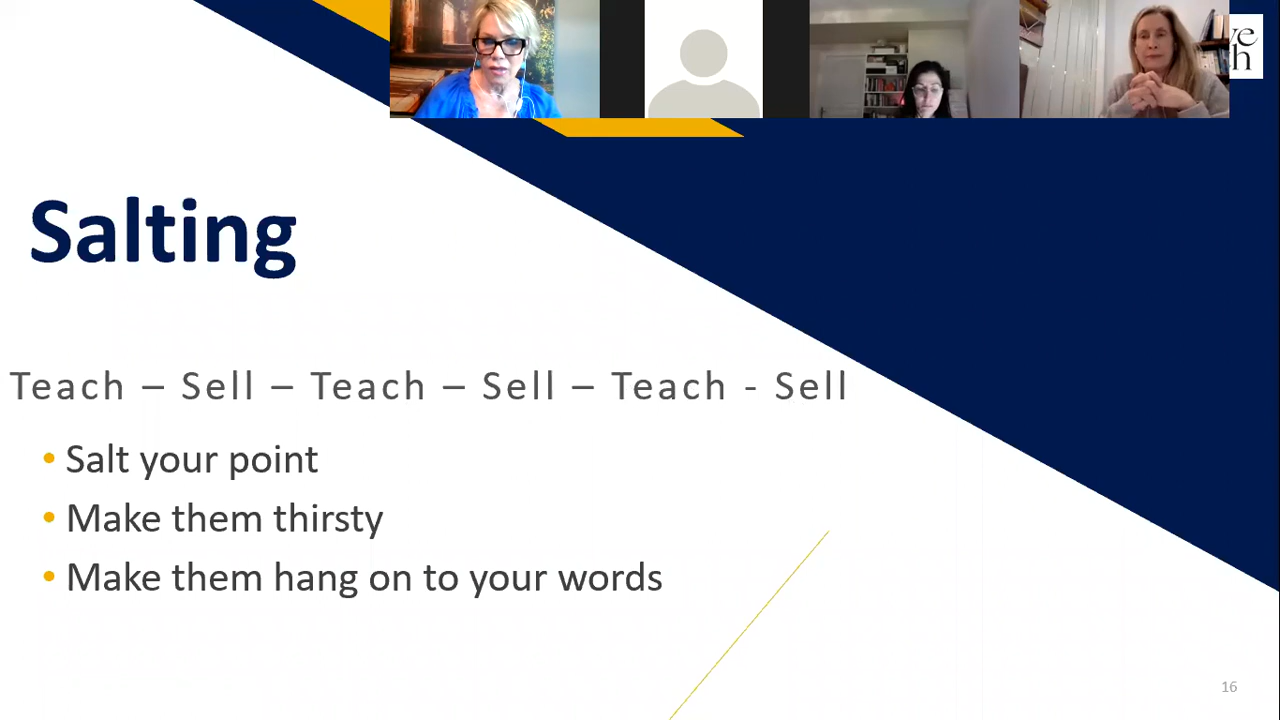 Salting
Teach – Sell – Teach – Sell – Teach - Sell
• Salt your point
• Make them thirsty
• Make them hang on to your words
16